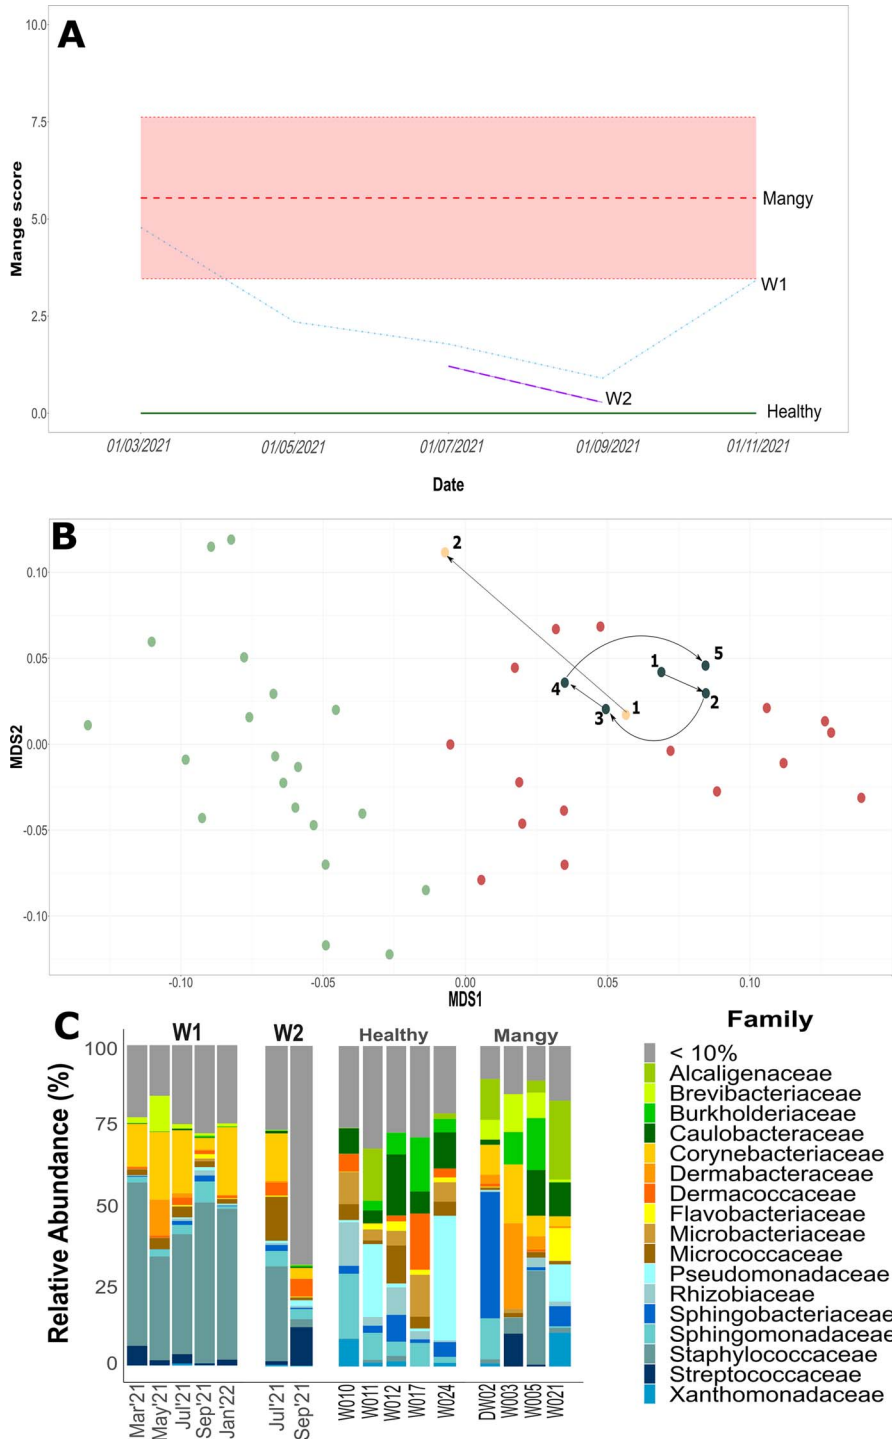 A
10.0
7.5
5.0
2.5
0.0
Mange score
Mangy
W1
W2
Healthy
01/03/2021 01/05/2021 01/07/2021 01/09/2021 01/11/2021
Date
B
0.10
0.05
0.00
-0.05
-0.10
MDS2
2
5
1
4
2
3
1
-0.10 -0.05 0.00 0.05 0.10
MDS1
C
W1 W2 Healthy Mangy
100
75
50
25
0
Relative Abundance (%)
Mar'21 May'21 Jul'21 Sep'21 Jan'22
Jul'21 Sep'21
W010 W011 W012 W017 W024
DW02 W003 W005 W021
Family
< 10%
Alcaligenaceae
Brevibacteriaceae
Burkholderiaceae
Caulobacteraceae
Corynebacteriaceae
Dermabacteraceae
Dermacoccaceae
Flavobacteriaceae
Microbacteriaceae
Micrococcaceae
Pseudomonadaceae
Rhizobiaceae
Sphingobacteriaceae
Sphingomonadaceae
Staphylococcaceae
Streptococcaceae
Xanthomonadaceae